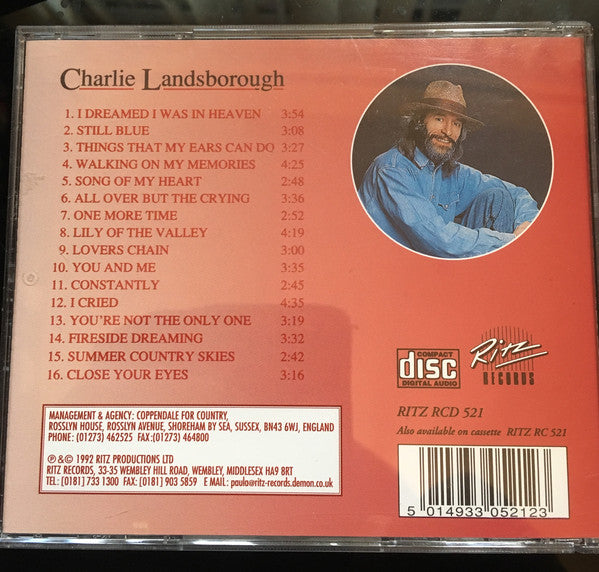 Charlie Landsborough
1. I DREAMED I WAS IN HEAVEN 3:54
2. STILL BLUE 3:08
3. THINGS THAT MY EARS CAN DO 3:27
4. WALKING ON MY MEMORIES 4:25
5. SONG OF MY HEART 2:48
6. ALL OVER BUT THE CRYING 3:36
7. ONE MORE TIME 2:52
8. LILY OF THE VALLEY 4:19
9. LOVERS CHAIN 3:00
10. YOU AND ME 3:35
11. CONSTANTLY 2:45
12. I CRIED 4:35
13. YOU'RE NOT THE ONLY ONE 3:19
14. FIRESIDE DREAMING 3:32
15. SUMMER COUNTRY SKIES 2:42
16. CLOSE YOUR EYES 3:16
COMPACT
disc
DIGITAL AUDIO
Ritz
RECORDS
RITZ RCD 521
Also available on cassette RITZ RC 521
MANAGEMENT & AGENCY: COPPENDALE FOR COUNTRY,
ROSSLYN HOUSE, ROSSLYN AVENUE, SHOREHAM BY SEA, SUSSEX, BN43 6WJ, ENGLAND
PHONE: (01273) 462525 FAX:(01273) 464800
℗ & © 1992 RITZ PRODUCTIONS LTD
RITZ RECORDS, 33-35 WEMBLEY HILL ROAD, WEMBLEY, MIDDLESEX HA9 8RT
TEL: [0181] 733 1300 FAX: [0181] 903 5859 E MAIL: paulo@ritz-records.demon.co.uk
5 014933 052123